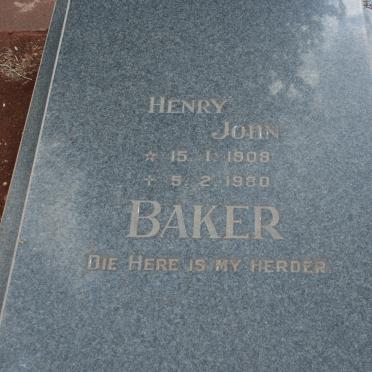 HENRY
JOHN
☆ 15.1.1908
✝ 5.2.1980
BAKER
DIE HERE IS MY HERDER